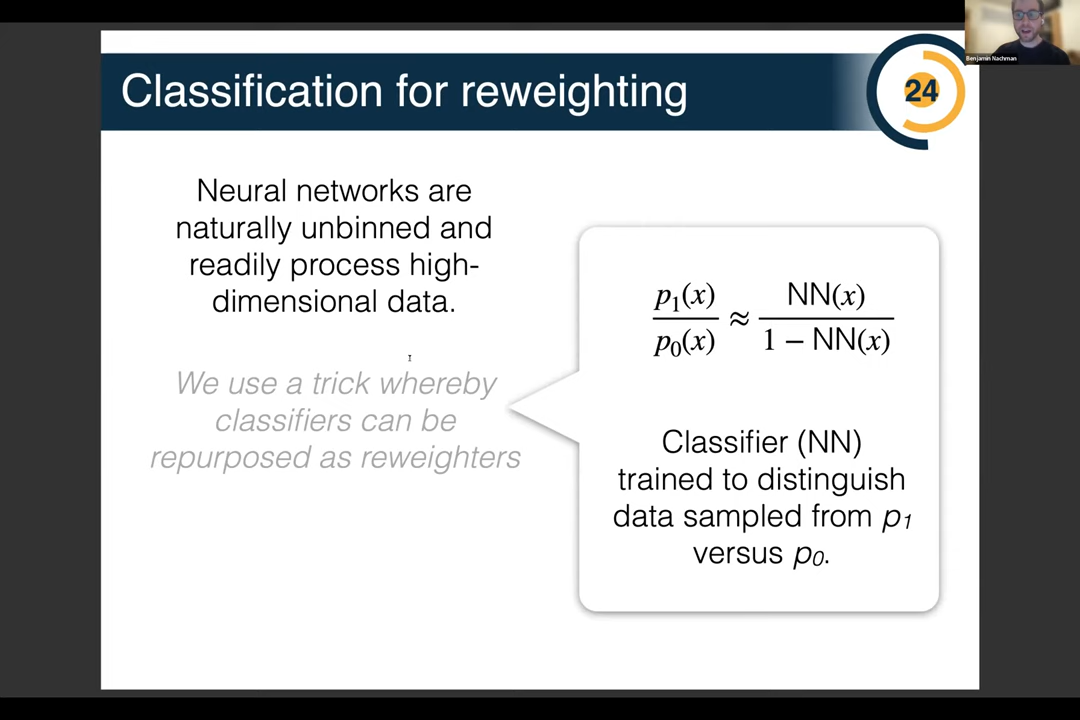 Benjamin Nachman
Classification for reweighting
24
Neural networks are
naturally unbinned and
readily process high-
dimensional data.
We use a trick whereby
classifiers can be
repurposed as reweighters
p₁(x)
p₀(x)
≈
NN(x)
1 − NN(x)
Classifier (NN)
trained to distinguish
data sampled from p₁
versus p₀.